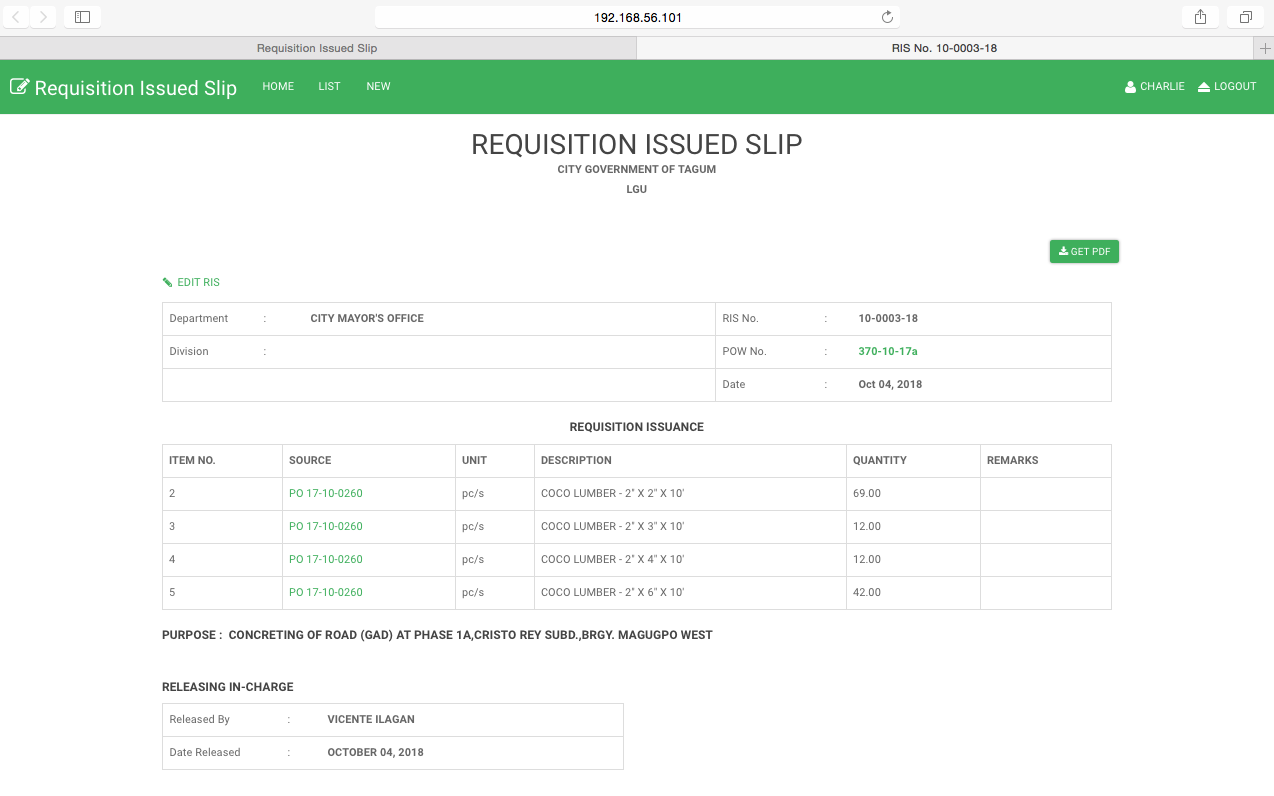 192.168.56.101
Requisition Issued Slip
RIS No. 10-0003-18
Requisition Issued Slip HOME LIST NEW CHARLIE LOGOUT
REQUISITION ISSUED SLIP
CITY GOVERNMENT OF TAGUM
LGU
GET PDF
EDIT RIS
Department : CITY MAYOR'S OFFICE RIS No. : 10-0003-18
Division : POW No. : 370-10-17a
Date : Oct 04, 2018
REQUISITION ISSUANCE
ITEM NO. SOURCE UNIT DESCRIPTION QUANTITY REMARKS
2 PO 17-10-0260 pc/s COCO LUMBER - 2" X 2" X 10' 69.00
3 PO 17-10-0260 pc/s COCO LUMBER - 2" X 3" X 10' 12.00
4 PO 17-10-0260 pc/s COCO LUMBER - 2" X 4" X 10' 12.00
5 PO 17-10-0260 pc/s COCO LUMBER - 2" X 6" X 10' 42.00
PURPOSE : CONCRETING OF ROAD (GAD) AT PHASE 1A,CRISTO REY SUBD.,BRGY. MAGUGPO WEST
RELEASING IN-CHARGE
Released By : VICENTE ILAGAN
Date Released : OCTOBER 04, 2018